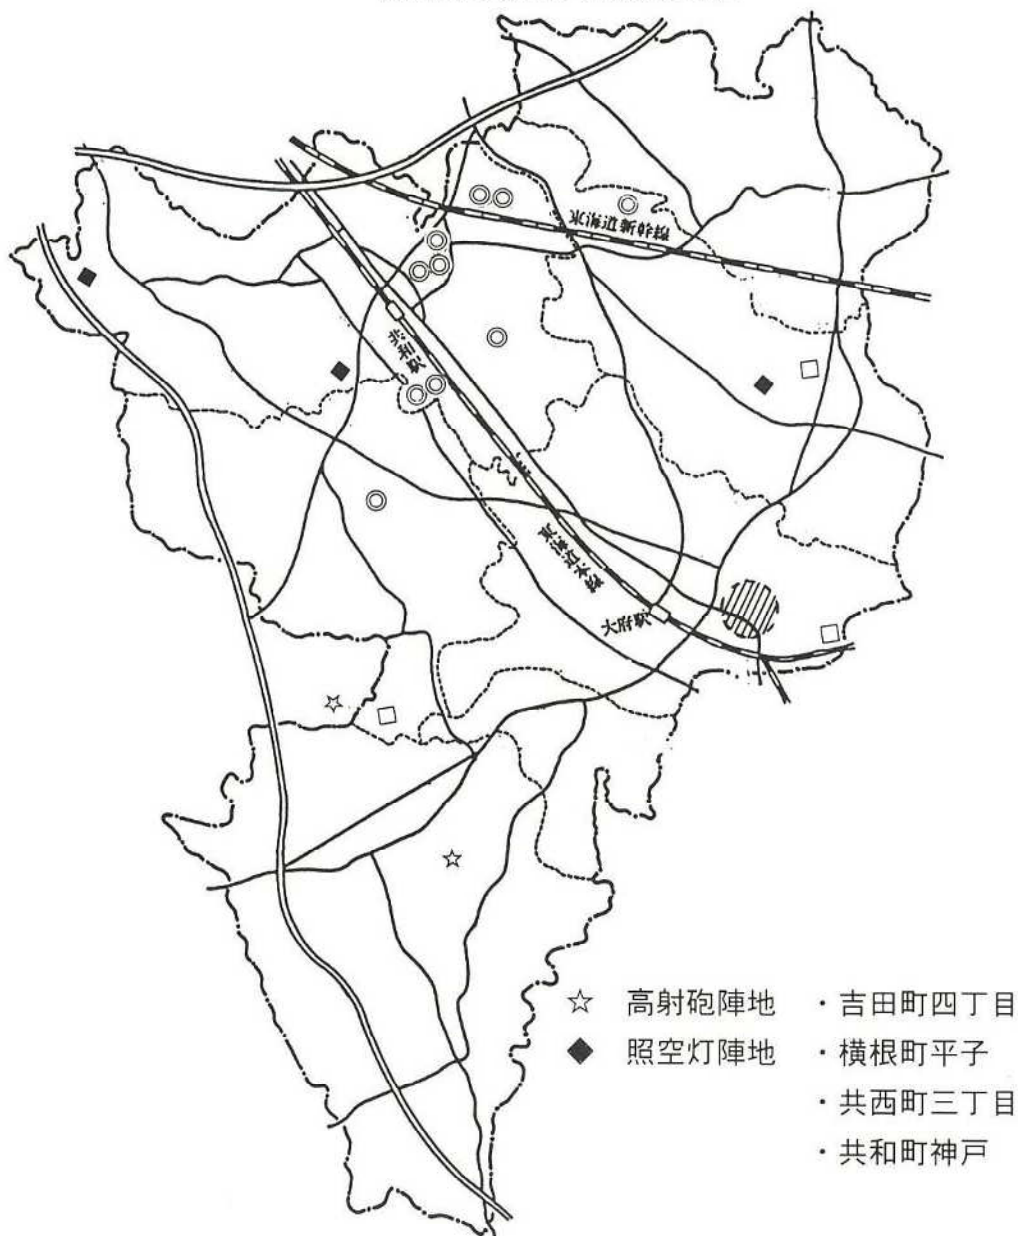 東海道新幹線
共和駅
東海道本線
大府駅
☆ 高射砲陣地 ・吉田町四丁目
◆ 照空灯陣地 ・横根町平子
・共西町三丁目
・共和町神戸